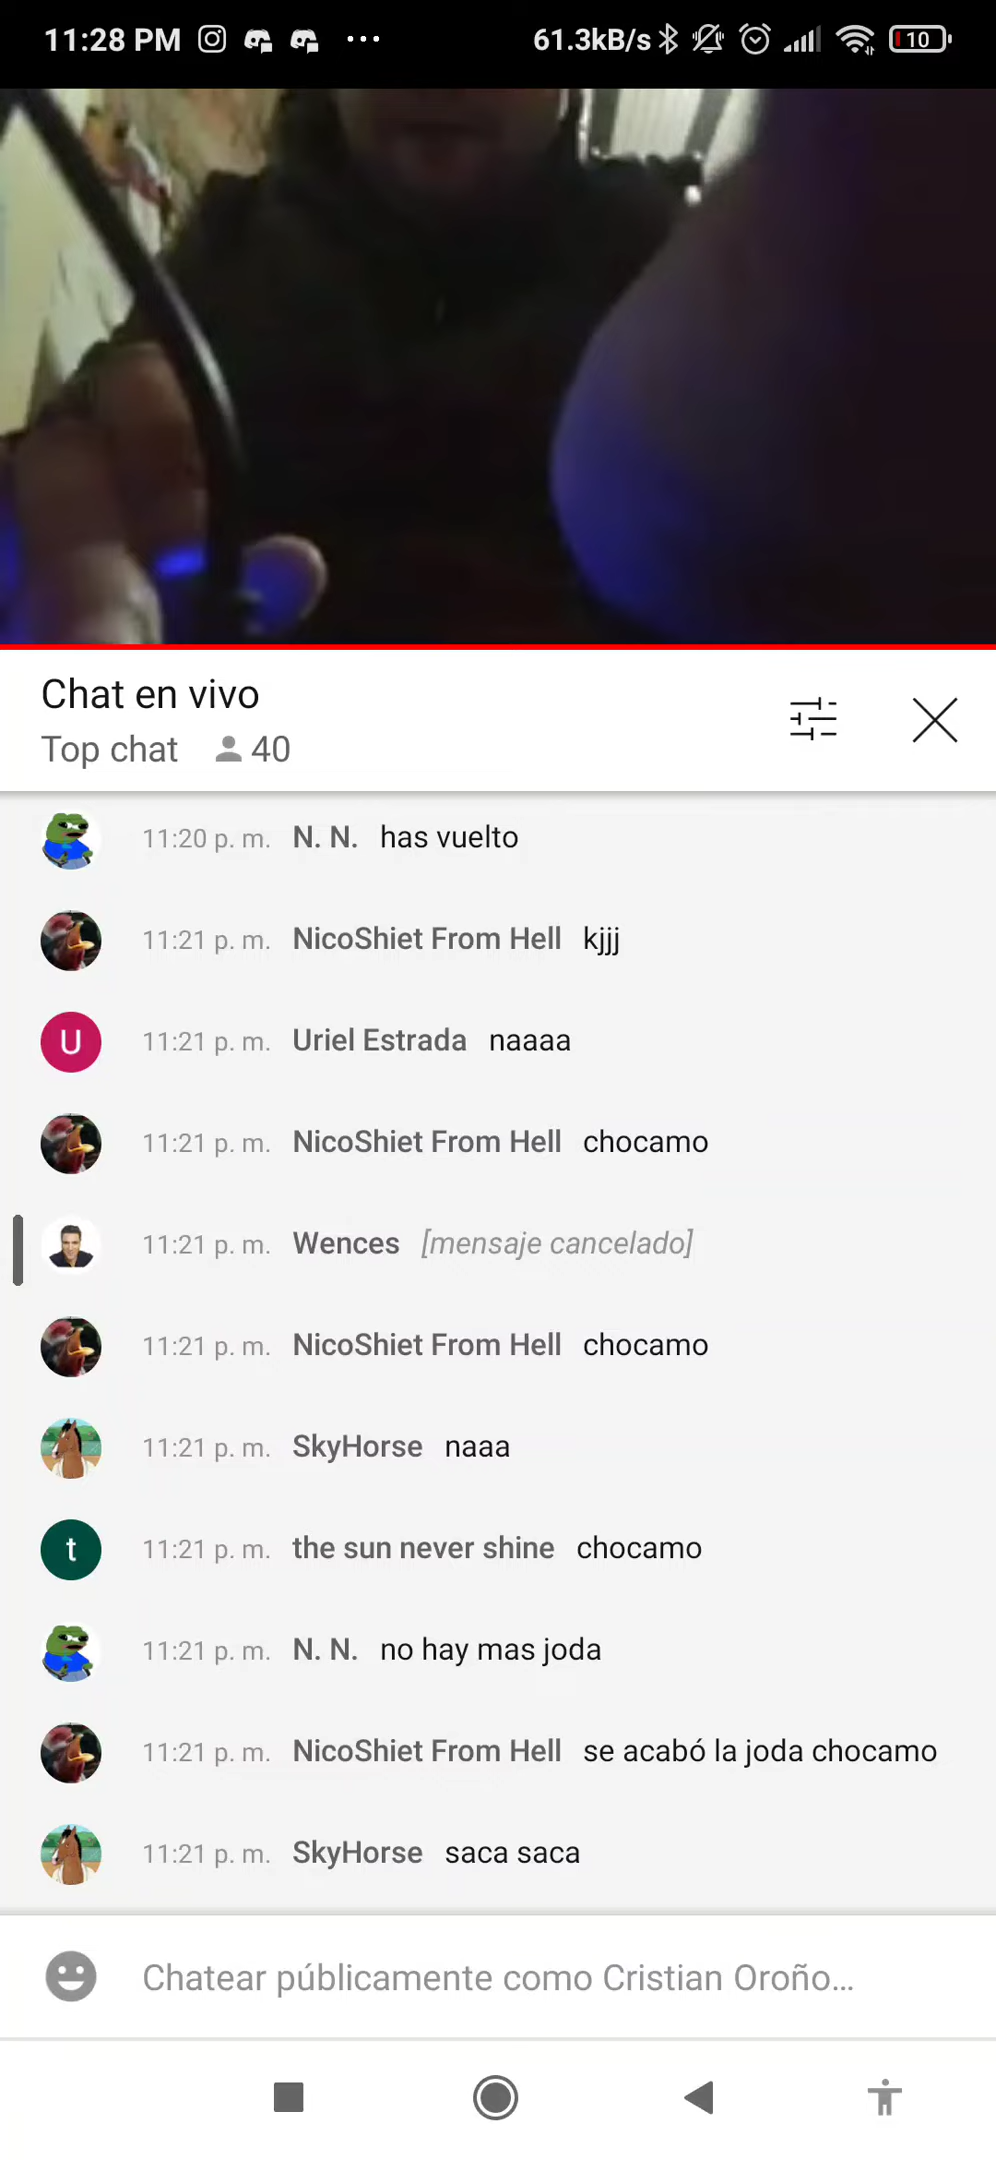 11:28 PM 61.3kB/s 10
Chat en vivo
Top chat 40
11:20 p. m. N. N. has vuelto
11:21 p. m. NicoShiet From Hell kjjj
U 11:21 p. m. Uriel Estrada naaaa
11:21 p. m. NicoShiet From Hell chocamo
11:21 p. m. Wences [mensaje cancelado]
11:21 p. m. NicoShiet From Hell chocamo
11:21 p. m. SkyHorse naaa
t 11:21 p. m. the sun never shine chocamo
11:21 p. m. N. N. no hay mas joda
11:21 p. m. NicoShiet From Hell se acabó la joda chocamo
11:21 p. m. SkyHorse saca saca
Chatear públicamente como Cristian Oroño...